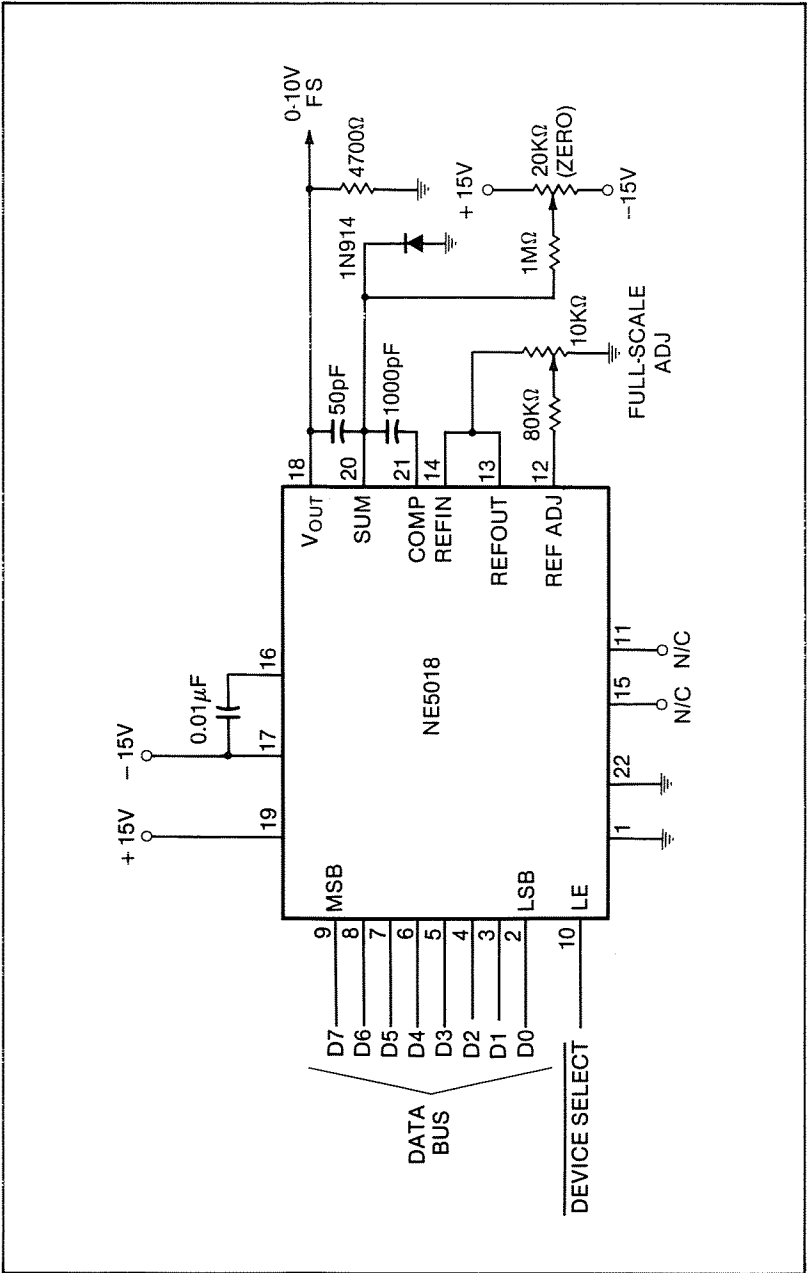 + 15V
− 15V
0.01µF
19
17
16
D7
D6
D5
D4
D3
D2
D1
D0
DATA
BUS
DEVICE SELECT
9
8
7
6
5
4
3
2
10
MSB
LSB
LE
NE5018
VOUT
SUM
COMP
REFIN
REFOUT
REF ADJ
18
20
21
14
13
12
50pF
1000pF
0-10V
FS
4700Ω
1N914
+ 15V
20KΩ
(ZERO)
−15V
1MΩ
10KΩ
80KΩ
FULL-SCALE
ADJ
1
22
15
11
N/C
N/C